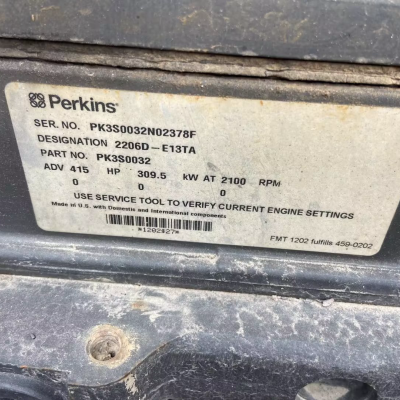 Perkins
SER. NO. PK3S0032N02378F
DESIGNATION 2206D-E13TA
PART NO. PK3S0032
ADV 415 HP 309.5 kW AT 2100 RPM
0 0
USE SERVICE TOOL TO VERIFY CURRENT ENGINE SETTINGS
Made in U.S. with Domestic and International components
*1202#27*
FMT 1202 fulfills 459-0202